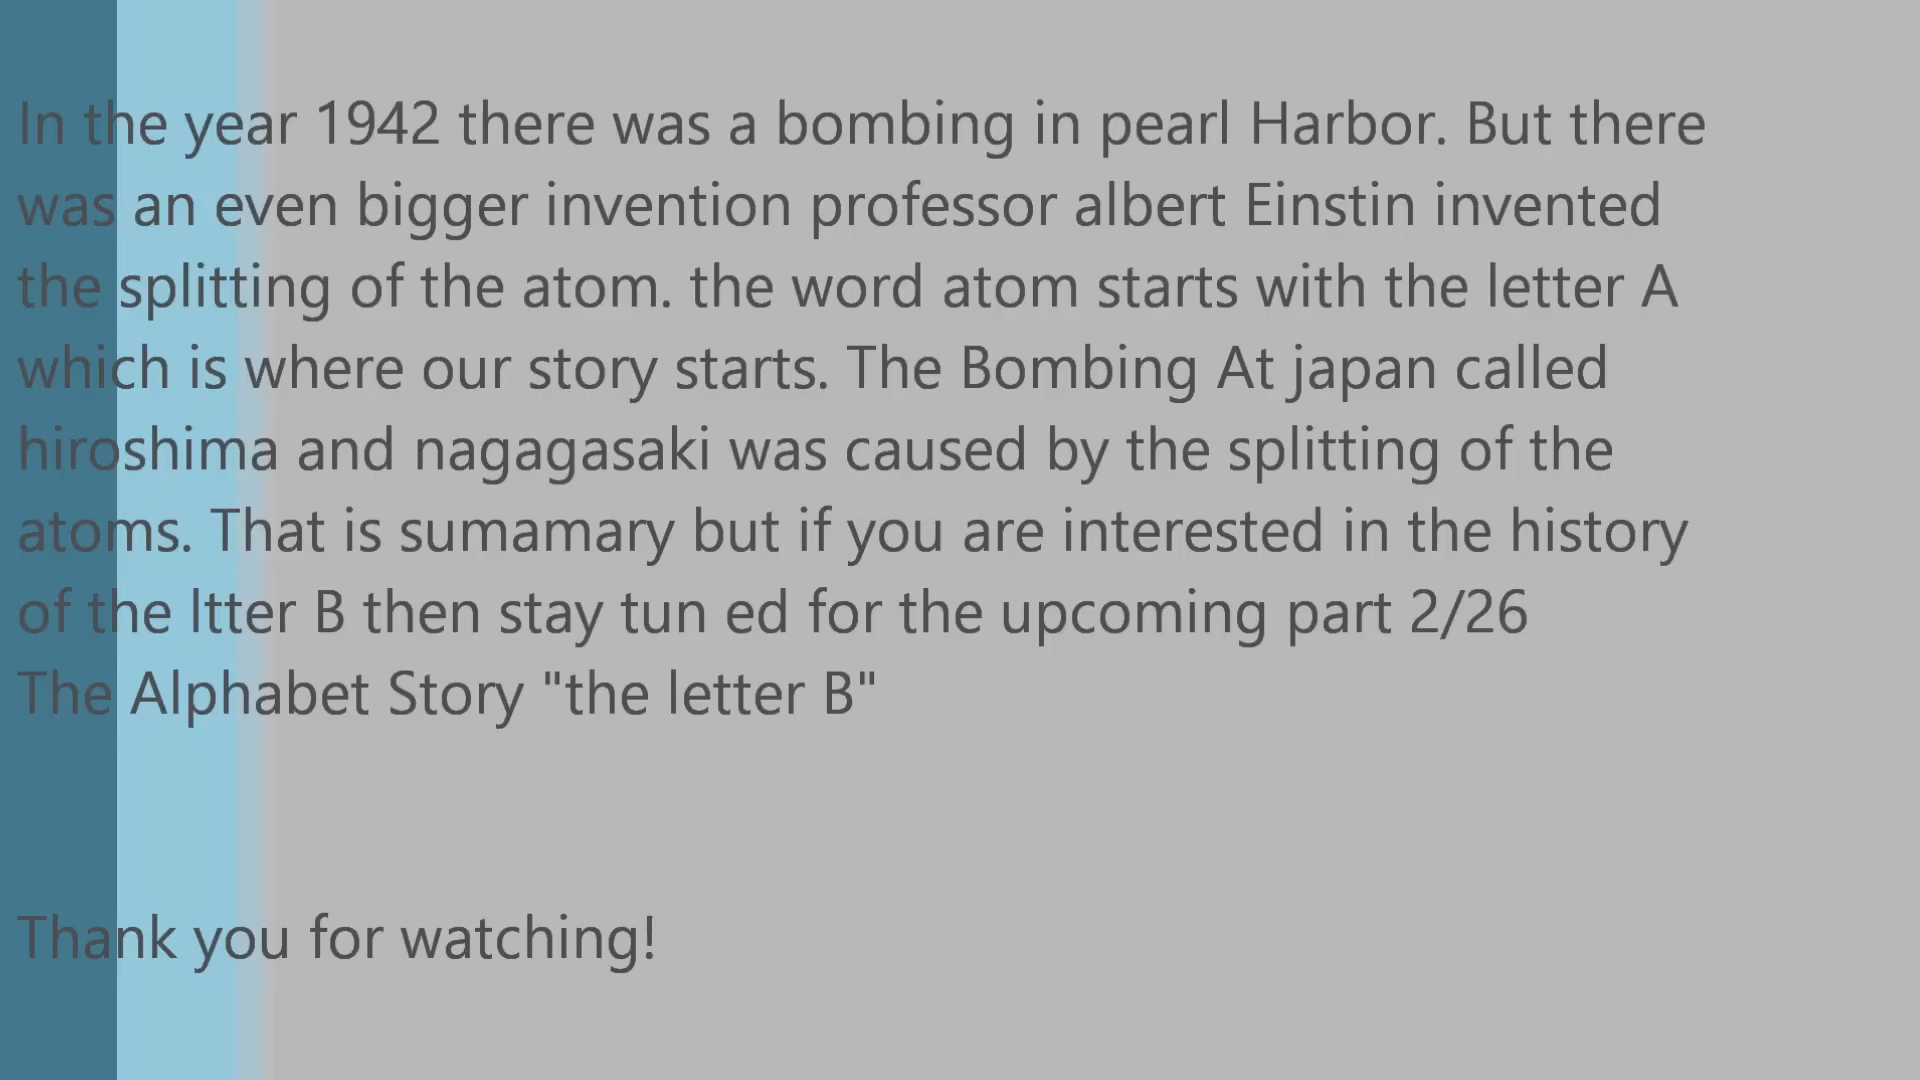 In the year 1942 there was a bombing in pearl Harbor. But there
was an even bigger invention professor albert Einstin invented
the splitting of the atom. the word atom starts with the letter A
which is where our story starts. The Bombing At japan called
hiroshima and nagagasaki was caused by the splitting of the
atoms. That is sumamary but if you are interested in the history
of the ltter B then stay tun ed for the upcoming part 2/26
The Alphabet Story "the letter B"
Thank you for watching!